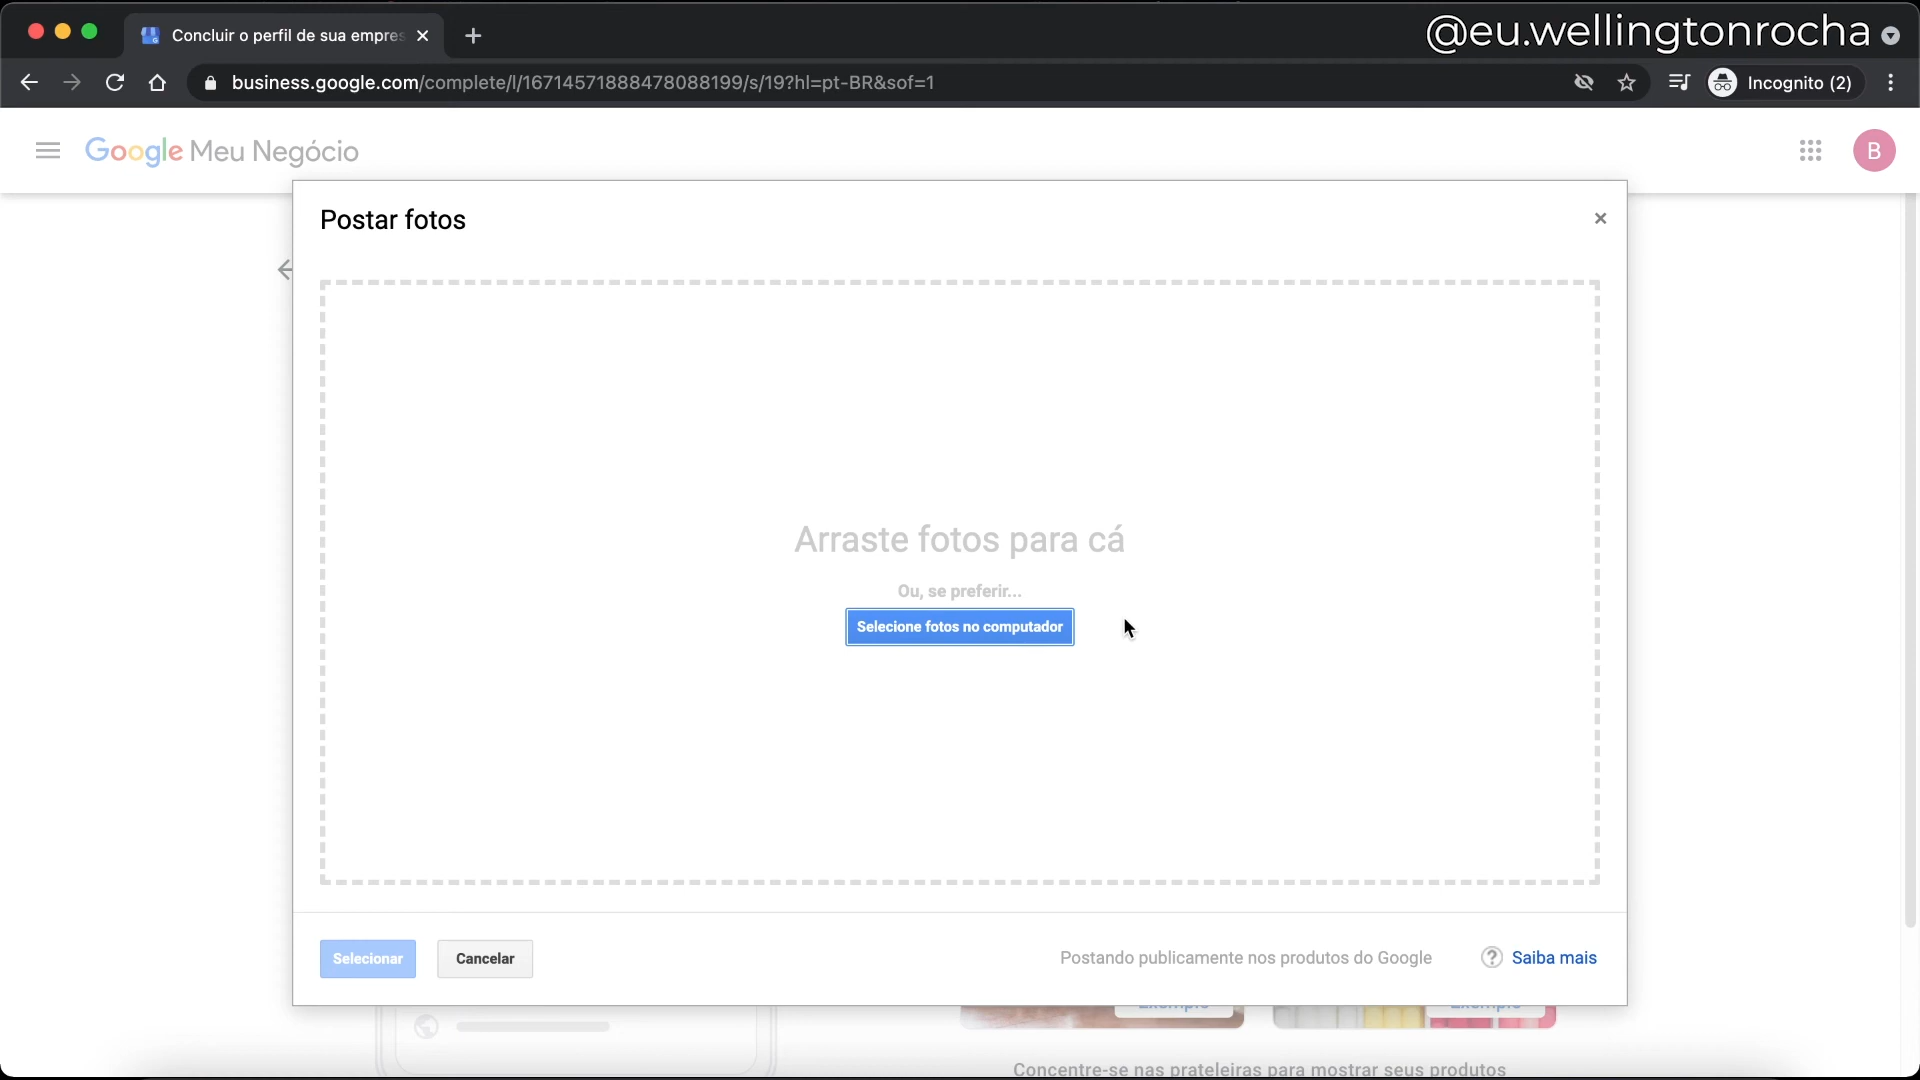 Concluir o perfil de sua empres
@eu.wellingtonrocha
business.google.com/complete/l/16714571888478088199/s/19?hl=pt-BR&sof=1
Incognito (2)
Google Meu Negócio
B
Postar fotos
Arraste fotos para cá
Ou, se preferir...
Selecione fotos no computador
Selecionar
Cancelar
Postando publicamente nos produtos do Google
? Saiba mais
Exemplo
Exemplo
Concentre-se nas prateleiras para mostrar seus produtos